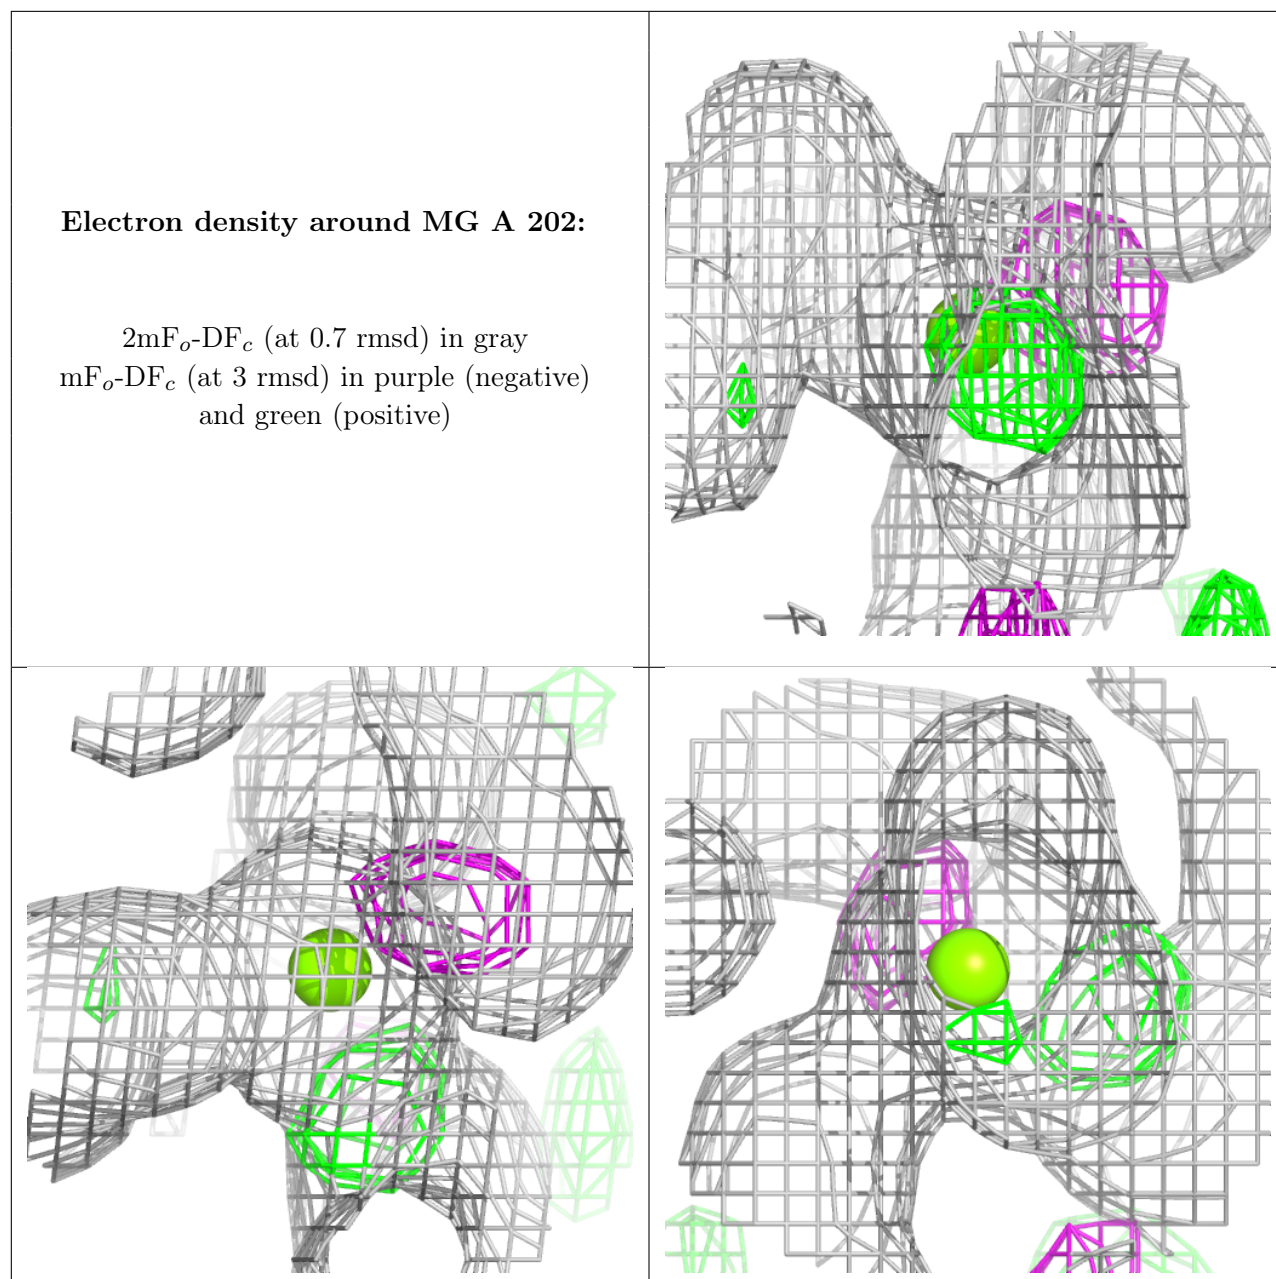 Electron density around MG A 202:
2mFo-DFc (at 0.7 rmsd) in gray
mFo-DFc (at 3 rmsd) in purple (negative)
and green (positive)